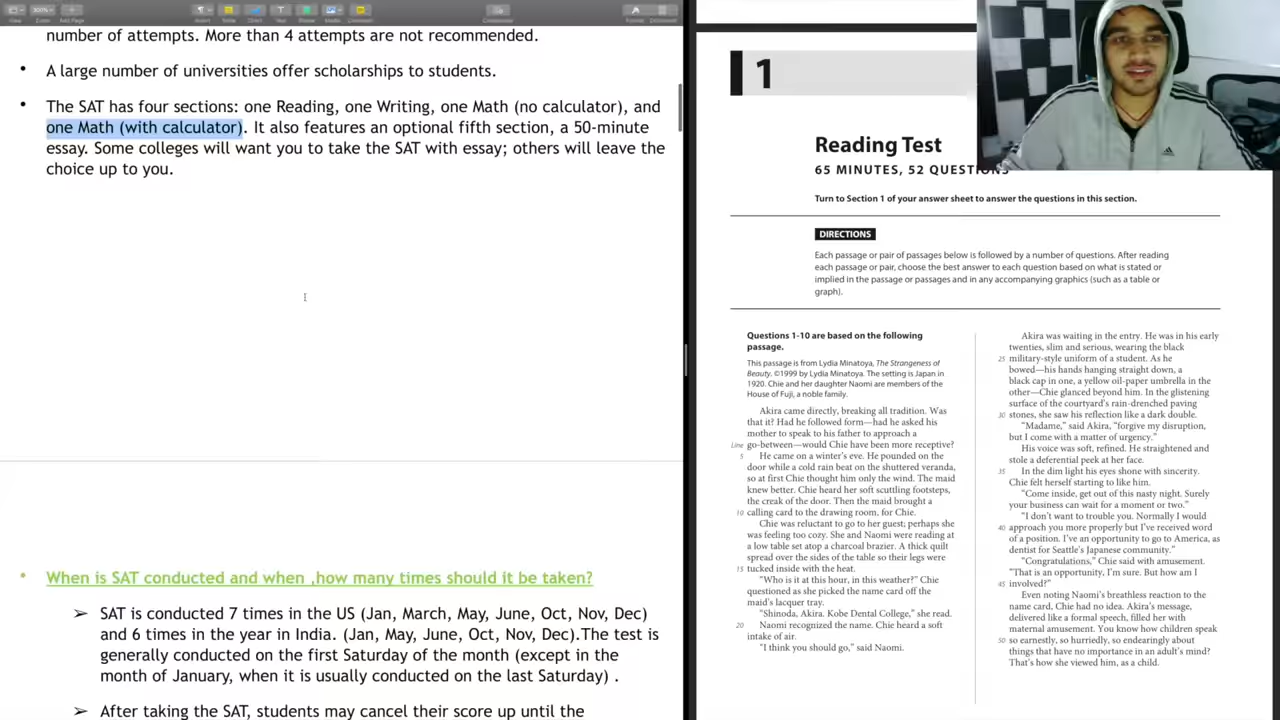 300%
View
Zoom
Add Page
Insert
Table
Chart
Text
Shape
Media
Comment
Collaborate
Format
Document
number of attempts. More than 4 attempts are not recommended.
• A large number of universities offer scholarships to students.
• The SAT has four sections: one Reading, one Writing, one Math (no calculator), and
one Math (with calculator). It also features an optional fifth section, a 50-minute
essay. Some colleges will want you to take the SAT with essay; others will leave the
choice up to you.
• When is SAT conducted and when ,how many times should it be taken?
➢ SAT is conducted 7 times in the US (Jan, March, May, June, Oct, Nov, Dec)
and 6 times in the year in India. (Jan, May, June, Oct, Nov, Dec).The test is
generally conducted on the first Saturday of the month (except in the
month of January, when it is usually conducted on the last Saturday) .
➢ After taking the SAT, students may cancel their score up until the
1
Reading Test
65 MINUTES, 52 QUESTIONS
Turn to Section 1 of your answer sheet to answer the questions in this section.
DIRECTIONS
Each passage or pair of passages below is followed by a number of questions. After reading
each passage or pair, choose the best answer to each question based on what is stated or
implied in the passage or passages and in any accompanying graphics (such as a table or
graph).
Questions 1-10 are based on the following
passage.
This passage is from Lydia Minatoya, The Strangeness of
Beauty. ©1999 by Lydia Minatoya. The setting is Japan in
1920. Chie and her daughter Naomi are members of the
House of Fuji, a noble family.
Akira came directly, breaking all tradition. Was
that it? Had he followed form—had he asked his
mother to speak to his father to approach a
Line go-between—would Chie have been more receptive?
5 He came on a winter's eve. He pounded on the
door while a cold rain beat on the shuttered veranda,
so at first Chie thought him only the wind. The maid
knew better. Chie heard her soft scuttling footsteps,
the creak of the door. Then the maid brought a
10 calling card to the drawing room, for Chie.
Chie was reluctant to go to her guest; perhaps she
was feeling too cozy. She and Naomi were reading at
a low table set atop a charcoal brazier. A thick quilt
spread over the sides of the table so their legs were
15 tucked inside with the heat.
“Who is it at this hour, in this weather?” Chie
questioned as she picked the name card off the
maid's lacquer tray.
“Shinoda, Akira. Kobe Dental College,” she read.
20 Naomi recognized the name. Chie heard a soft
intake of air.
“I think you should go,” said Naomi.
Akira was waiting in the entry. He was in his early
twenties, slim and serious, wearing the black
25 military-style uniform of a student. As he
bowed—his hands hanging straight down, a
black cap in one, a yellow oil-paper umbrella in the
other—Chie glanced beyond him. In the glistening
surface of the courtyard's rain-drenched paving
30 stones, she saw his reflection like a dark double.
“Madame,” said Akira, “forgive my disruption,
but I come with a matter of urgency.”
His voice was soft, refined. He straightened and
stole a deferential peek at her face.
35 In the dim light his eyes shone with sincerity.
Chie felt herself starting to like him.
“Come inside, get out of this nasty night. Surely
your business can wait for a moment or two.”
“I don't want to trouble you. Normally I would
40 approach you more properly but I've received word
of a position. I've an opportunity to go to America, as
dentist for Seattle's Japanese community.”
“Congratulations,” Chie said with amusement.
“That is an opportunity, I'm sure. But how am I
45 involved?”
Even noting Naomi's breathless reaction to the
name card, Chie had no idea. Akira's message,
delivered like a formal speech, filled her with
maternal amusement. You know how children speak
50 so earnestly, so hurriedly, so endearingly about
things that have no importance in an adult's mind?
That's how she viewed him, as a child.